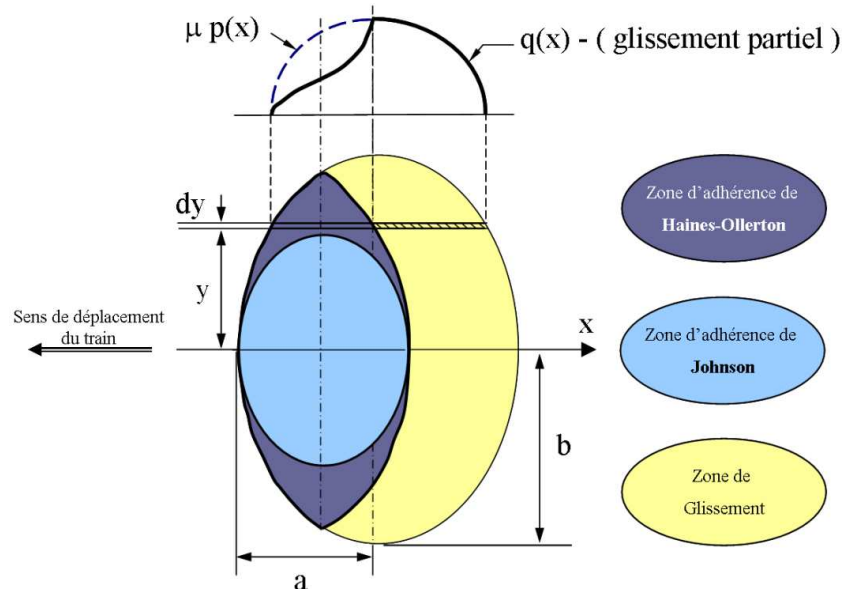 μ p(x)
q(x) - ( glissement partiel )
dy
y
Sens de déplacement
du train
x
b
a
Zone d'adhérence de
Haines-Ollerton
Zone d'adhérence de
Johnson
Zone de
Glissement